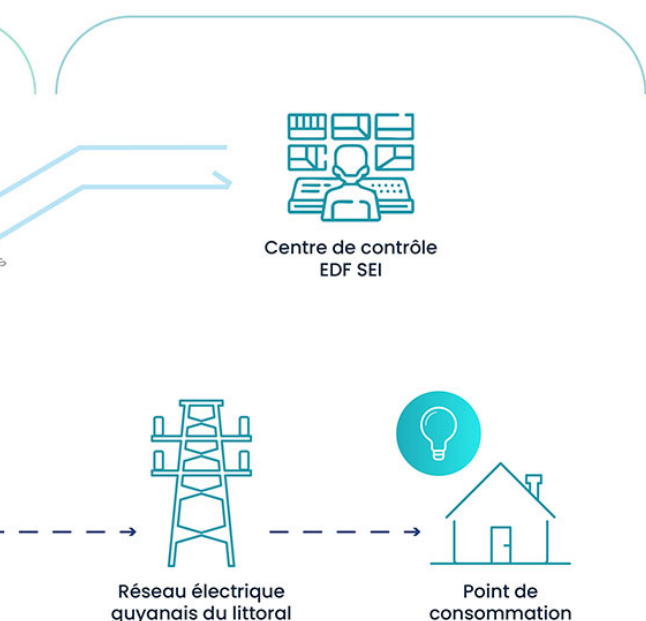 Centre de contrôle
EDF SEI
Réseau électrique
guyanais du littoral
Point de
consommation